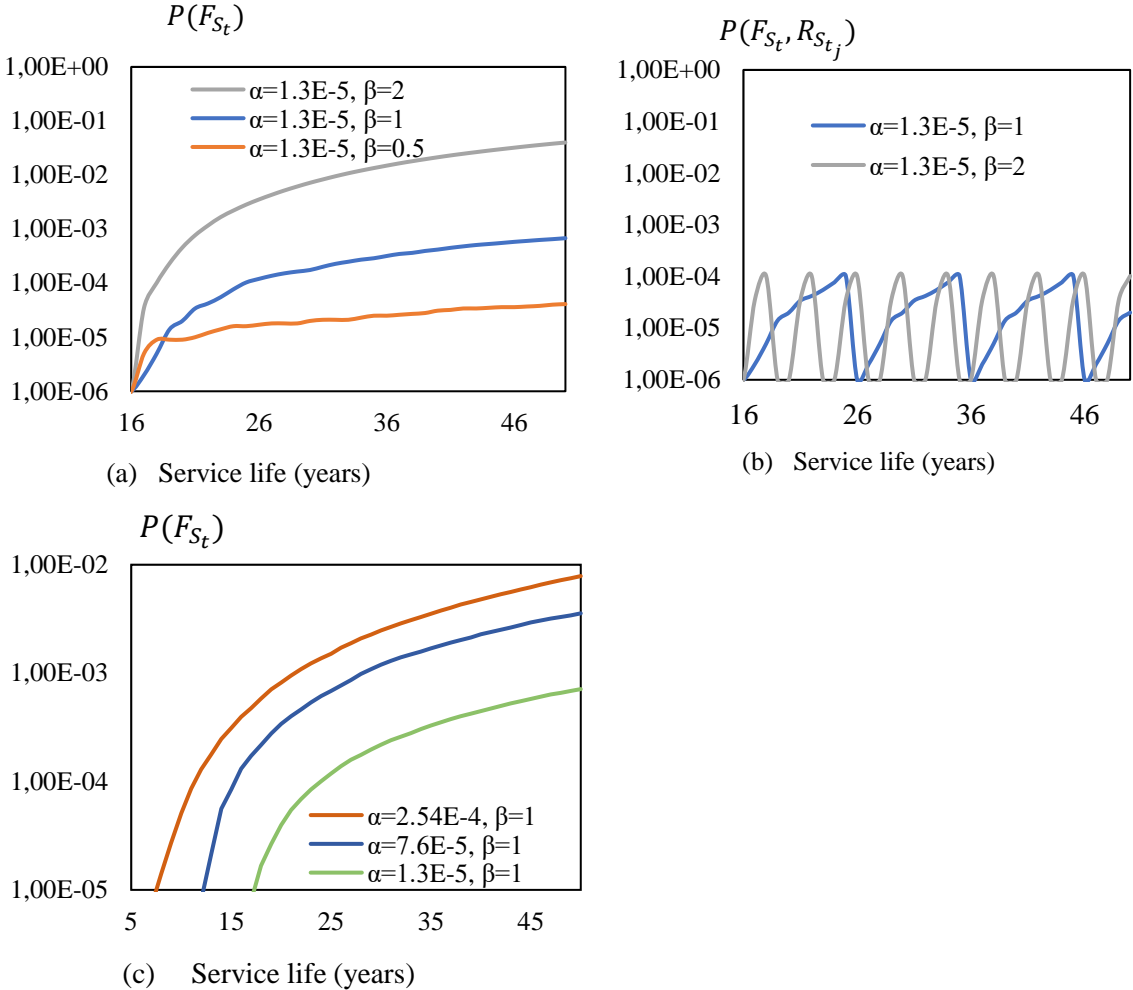 P(F_{S_t})
1,00E+00
1,00E-01
1,00E-02
1,00E-03
1,00E-04
1,00E-05
1,00E-06
α=1.3E-5, β=2
α=1.3E-5, β=1
α=1.3E-5, β=0.5
16 26 36 46
(a) Service life (years)
P(F_{S_t}, R_{S_{t_j}})
1,00E+00
1,00E-01
1,00E-02
1,00E-03
1,00E-04
1,00E-05
1,00E-06
α=1.3E-5, β=1
α=1.3E-5, β=2
16 26 36 46
(b) Service life (years)
P(F_{S_t})
1,00E-02
1,00E-03
1,00E-04
1,00E-05
α=2.54E-4, β=1
α=7.6E-5, β=1
α=1.3E-5, β=1
5 15 25 35 45
(c) Service life (years)